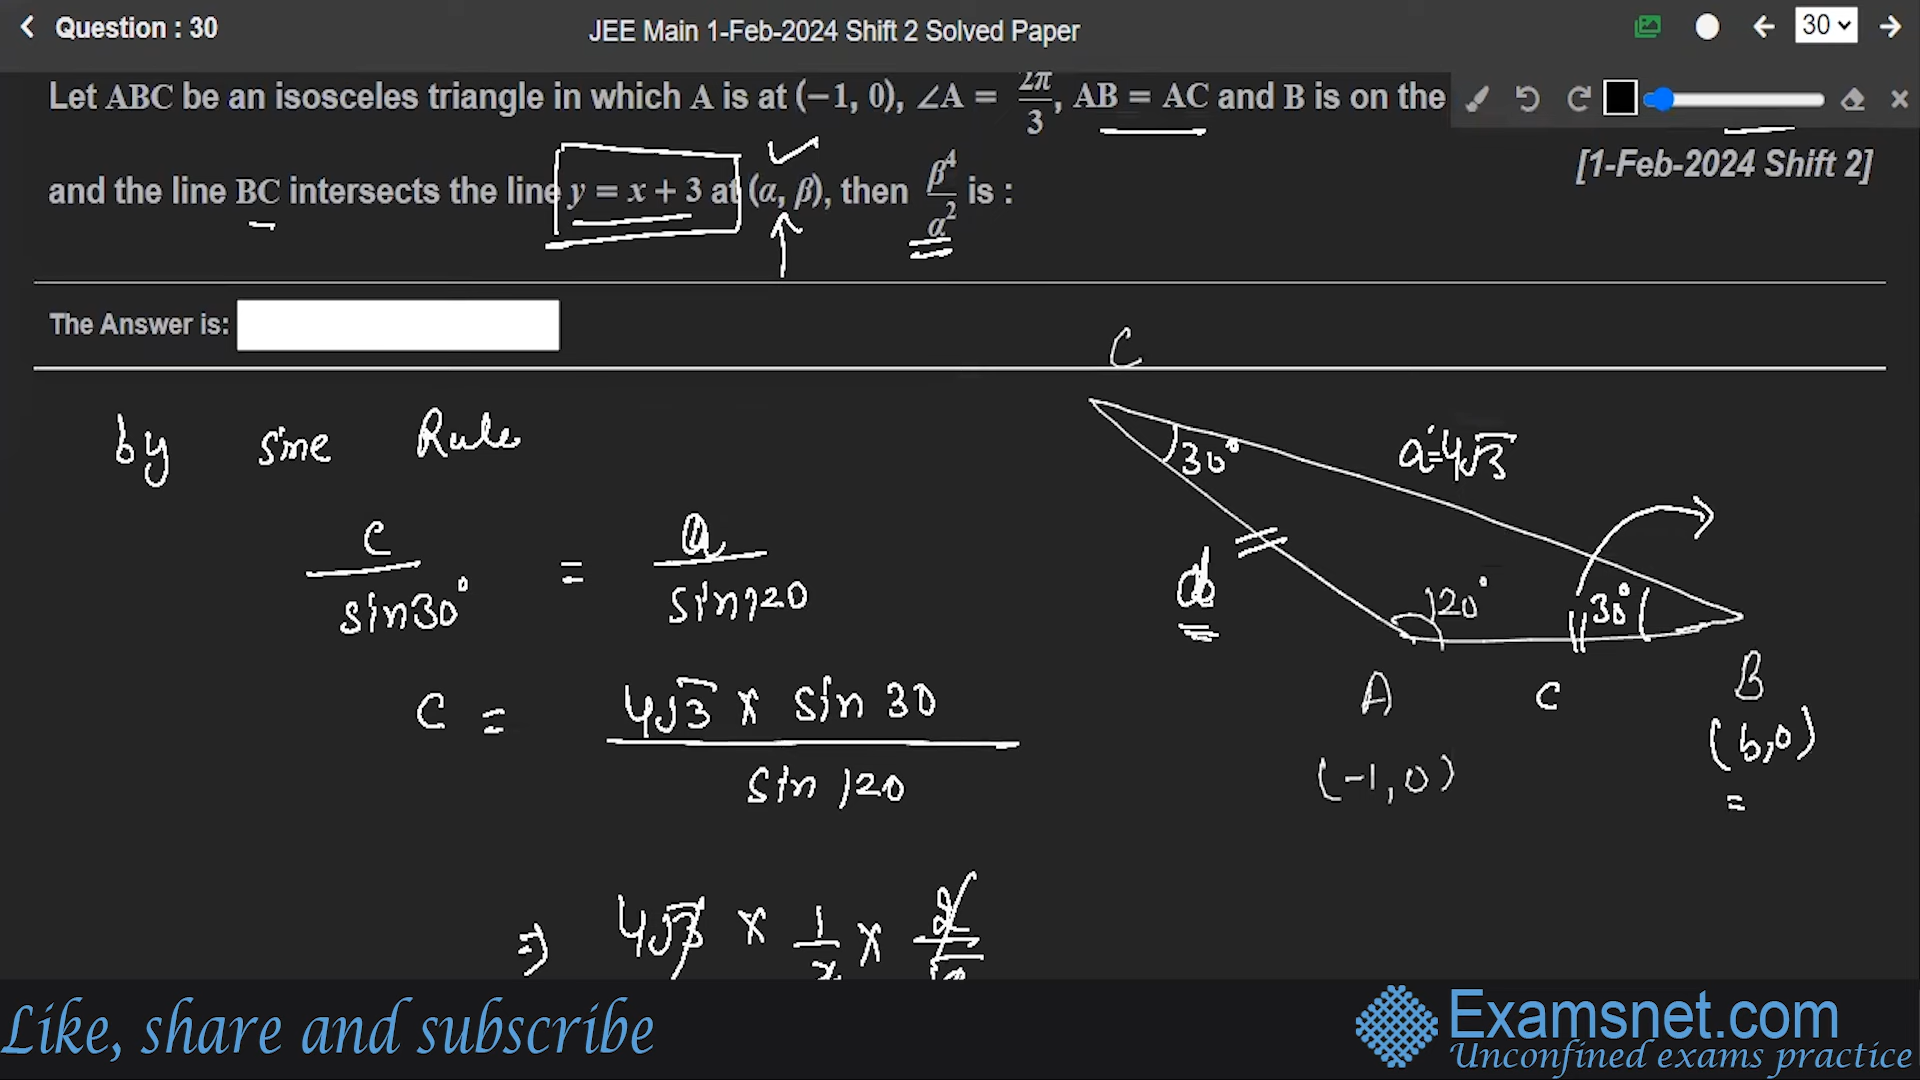 Question : 30
JEE Main 1-Feb-2024 Shift 2 Solved Paper
30
Let ABC be an isosceles triangle in which A is at (−1, 0), ∠A = 2π/3, AB = AC and B is on the
[1-Feb-2024 Shift 2]
and the line BC intersects the line y = x + 3 at (α, β), then β⁴/α² is :
The Answer is:
C
by sine Rule
30° a=4√3
c/sin30° = a/sin120
120° 30°
c = 4√3 × sin 30 / sin 120
A C B
(-1, 0) (b,0)
=
⇒ 4√3 ×
Like, share and subscribe
Examsnet.com
Unconfined exams practice